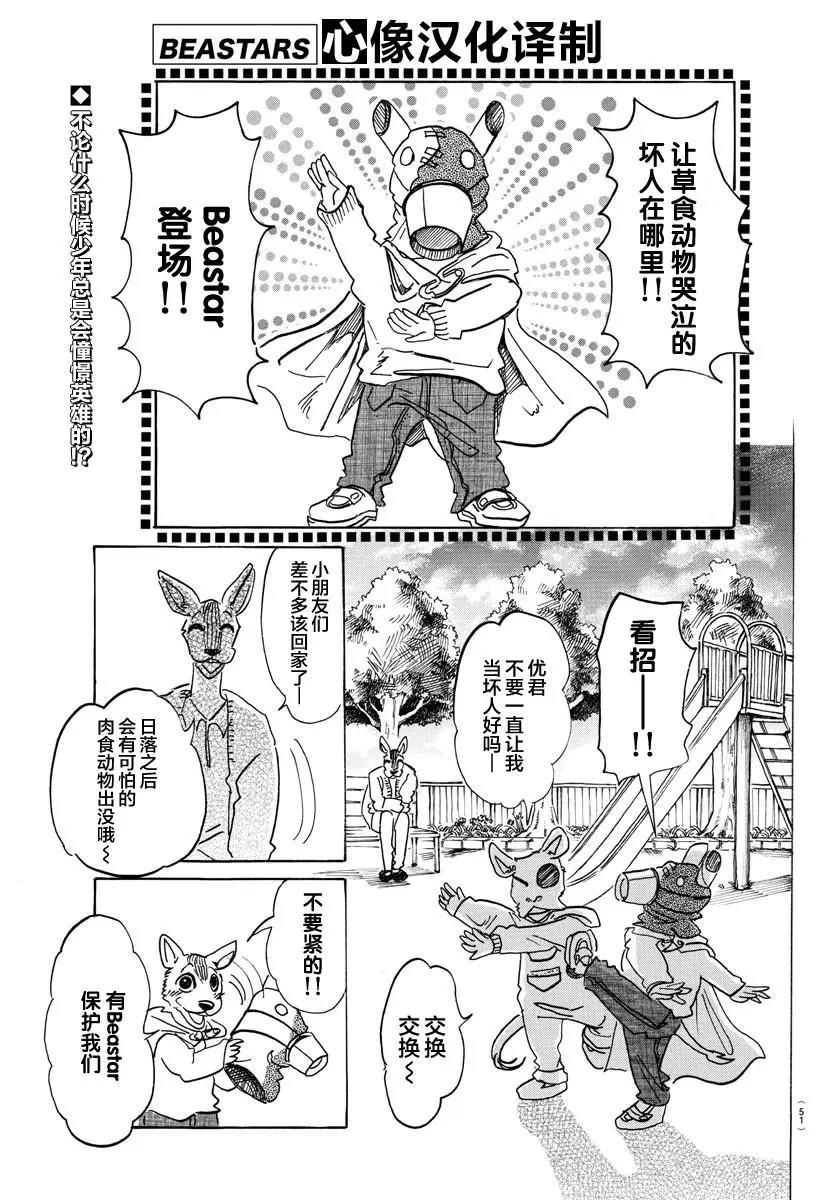 BEASTARS 心像汉化译制
◆不论什么时候少年总是会憧憬英雄的!?
让草食动物哭泣的
坏人在哪里!!
Beastar
登场!!
看招——!!
优君
不要一直让我
当坏人好吗—
小朋友们
差不多该回家了—
日落之后
会有可怕的
肉食动物出没哦~
交换
交换~
不要紧的!!
有Beastar
保护我们
(51)